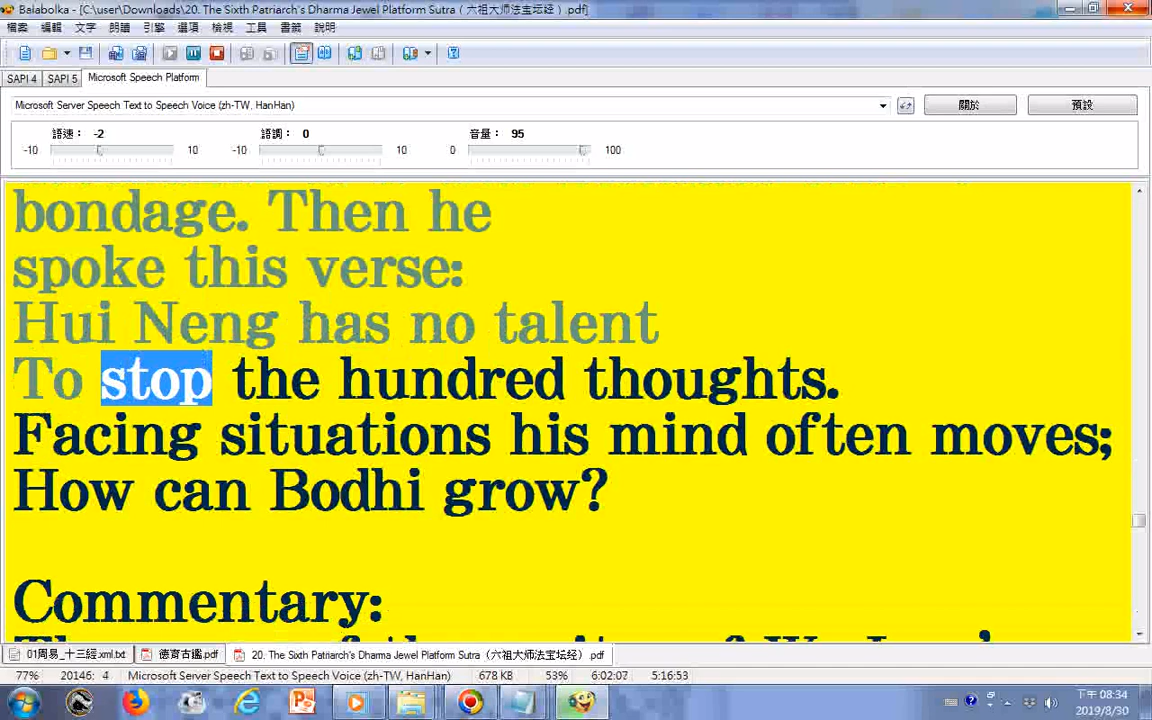 Balabolka - [C:\user\Downloads\20. The Sixth Patriarch's Dharma Jewel Platform Sutra（六祖大师法宝坛经）.pdf]
檔案 編輯 文字 朗讀 引擎 選項 檢視 工具 書籤 說明
SAPI 4 SAPI 5 Microsoft Speech Platform
Microsoft Server Speech Text to Speech Voice (zh-TW, HanHan) 關於 預設
語速： -2 語調： 0 音量： 95
-10 10 -10 10 0 100
bondage. Then he
spoke this verse:
Hui Neng has no talent
To stop the hundred thoughts.
Facing situations his mind often moves;
How can Bodhi grow?
Commentary:
01周易_十三經.xml.txt 德育古鑑.pdf 20. The Sixth Patriarch's Dharma Jewel Platform Sutra（六祖大师法宝坛经）.pdf
77% 20146: 4 Microsoft Server Speech Text to Speech Voice (zh-TW, HanHan) 678 KB 53% 6:02:07 5:16:53
下午 08:34
2019/8/30